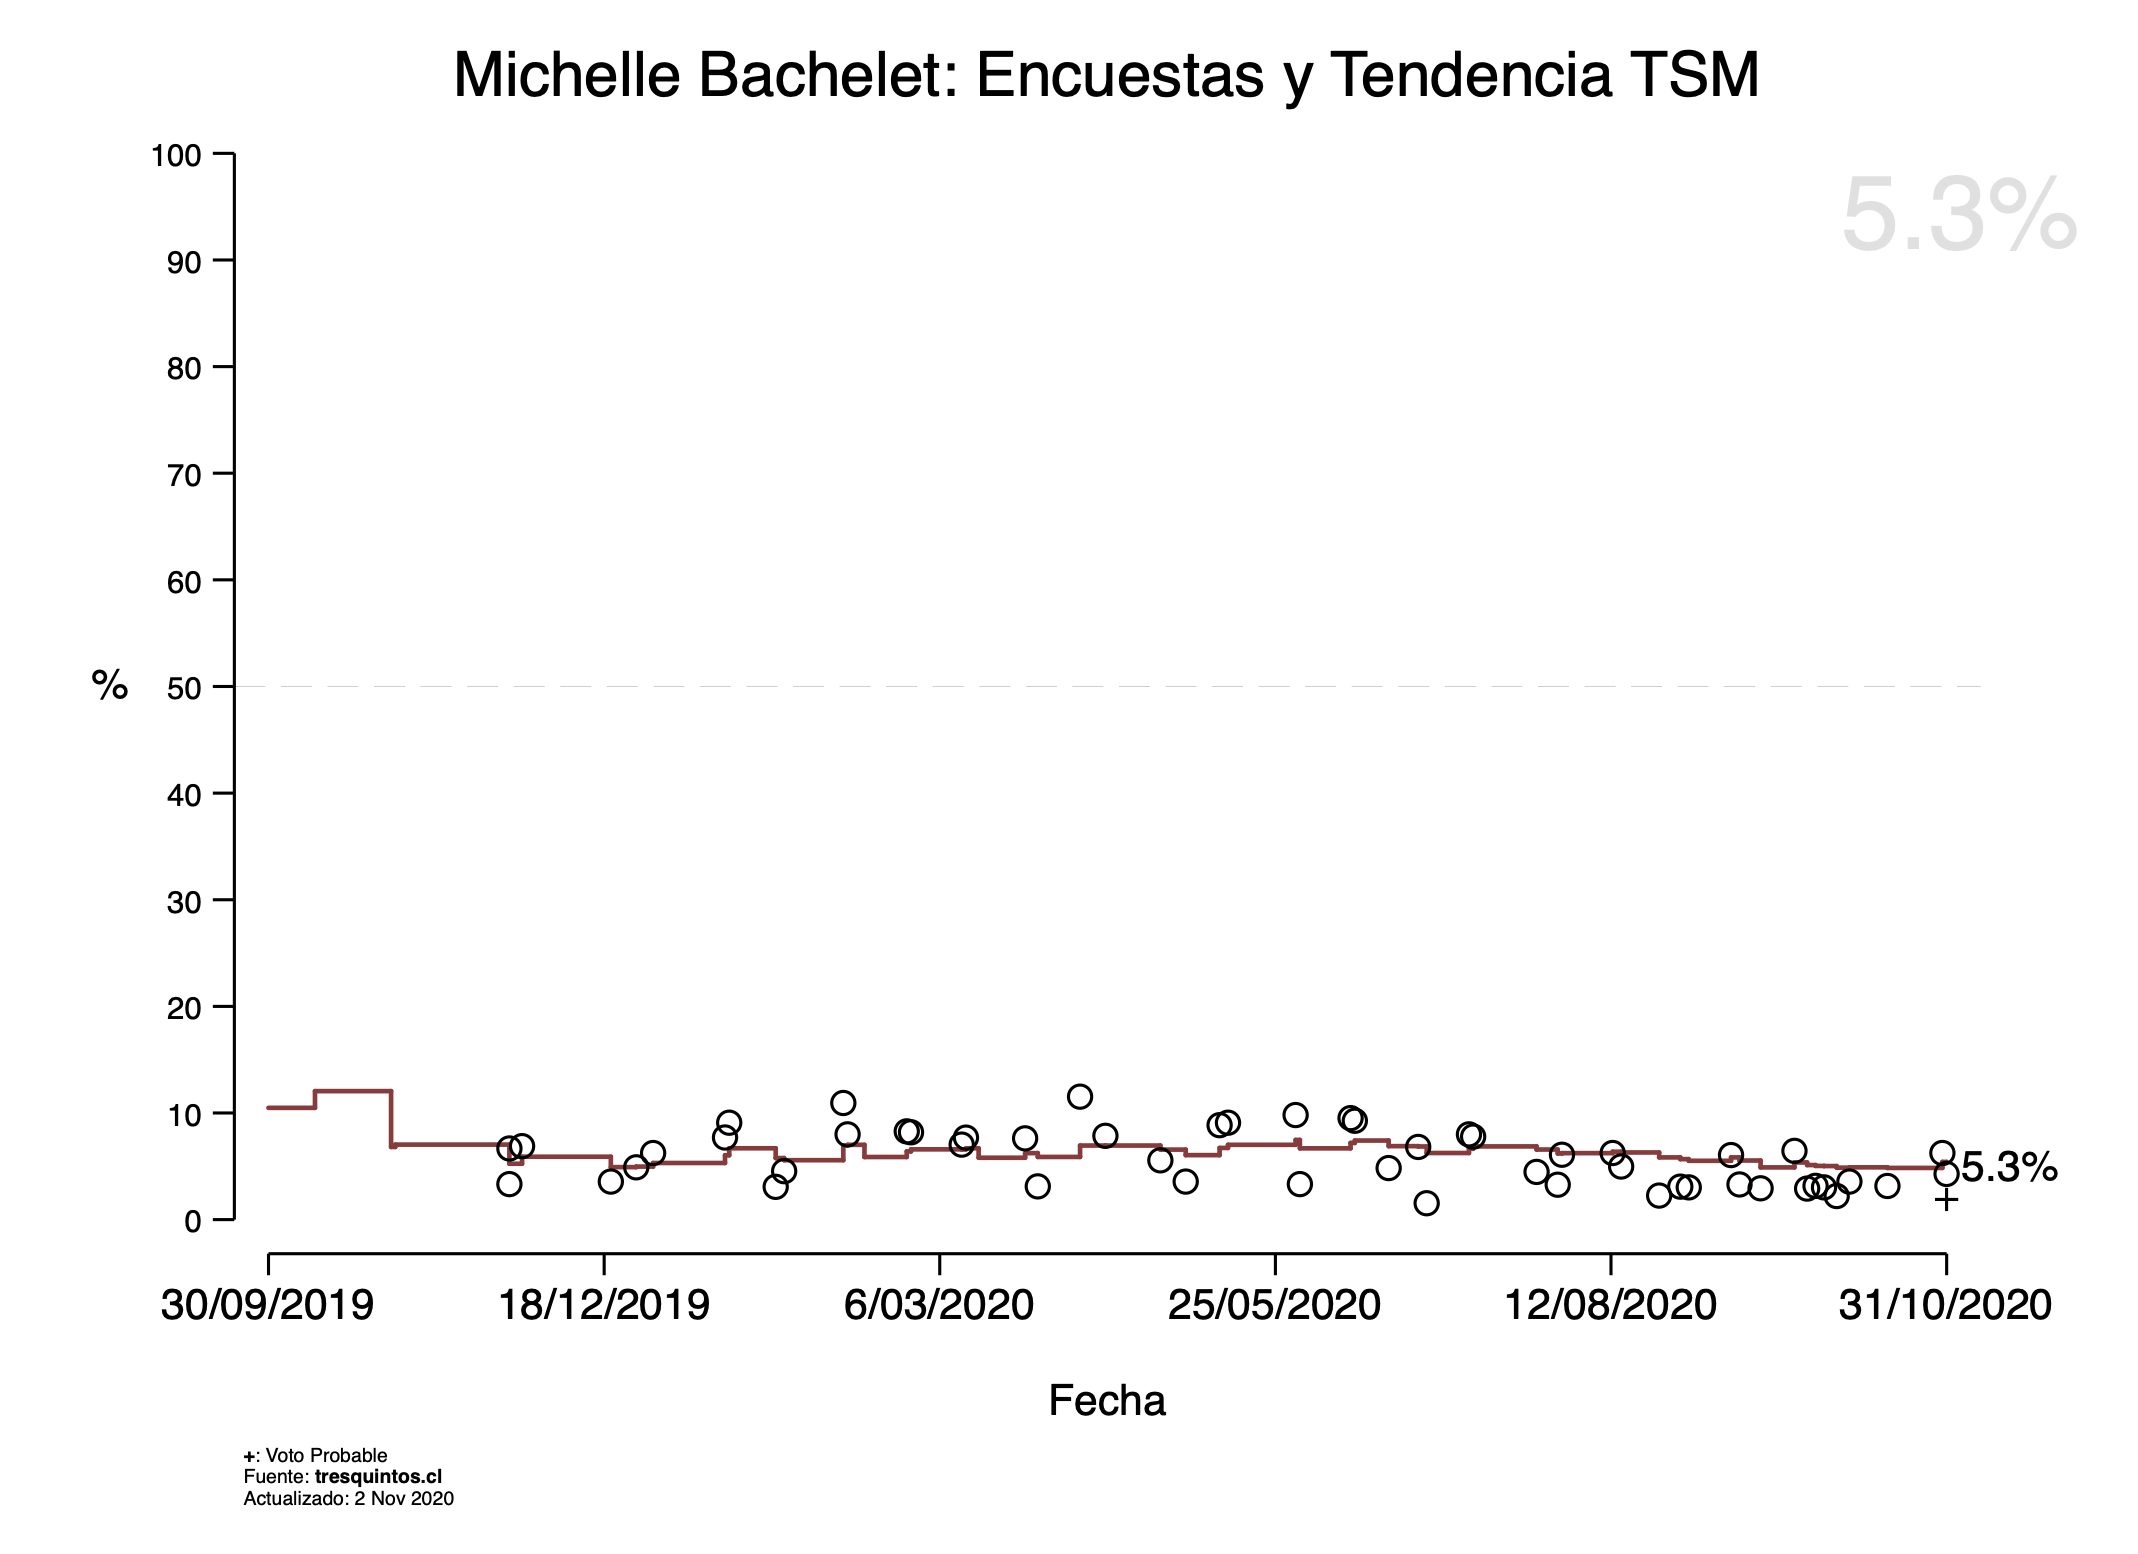 Michelle Bachelet: Encuestas y Tendencia TSM
5.3%
100
90
80
70
60
% 50
40
30
20
10
0
5.3%
+
30/09/2019 18/12/2019 6/03/2020 25/05/2020 12/08/2020 31/10/2020
Fecha
+: Voto Probable
Fuente: tresquintos.cl
Actualizado: 2 Nov 2020